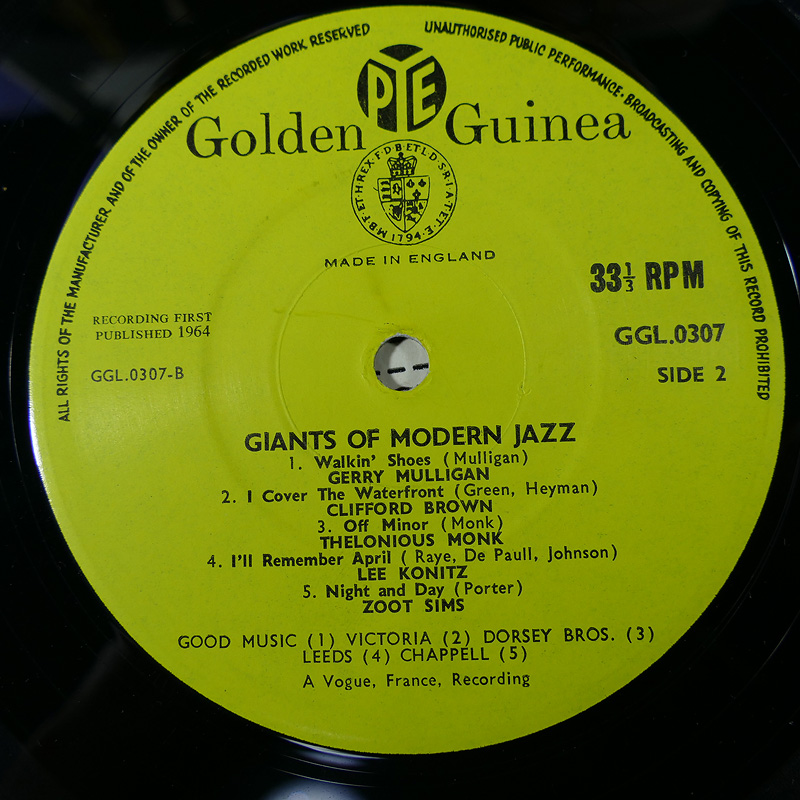 ALL RIGHTS OF THE MANUFACTURER AND OF THE OWNER OF THE RECORDED WORK RESERVED
UNAUTHORISED PUBLIC PERFORMANCE · BROADCASTING AND COPYING OF THIS RECORD PROHIBITED
PYE
Golden Guinea
M·B·F·ET·H·REX·F·D·B·ET·L·D·S·R·I·A·T·ET·E
1794
MADE IN ENGLAND
33⅓ RPM
RECORDING FIRST
PUBLISHED 1964
GGL.0307
GGL.0307-B
SIDE 2
GIANTS OF MODERN JAZZ
1. Walkin' Shoes (Mulligan)
GERRY MULLIGAN
2. I Cover The Waterfront (Green, Heyman)
CLIFFORD BROWN
3. Off Minor (Monk)
THELONIOUS MONK
4. I'll Remember April ( Raye, De Paull, Johnson)
LEE KONITZ
5. Night and Day (Porter)
ZOOT SIMS
GOOD MUSIC (1) VICTORIA (2) DORSEY BROS. (3)
LEEDS (4) CHAPPELL (5)
A Vogue, France, Recording